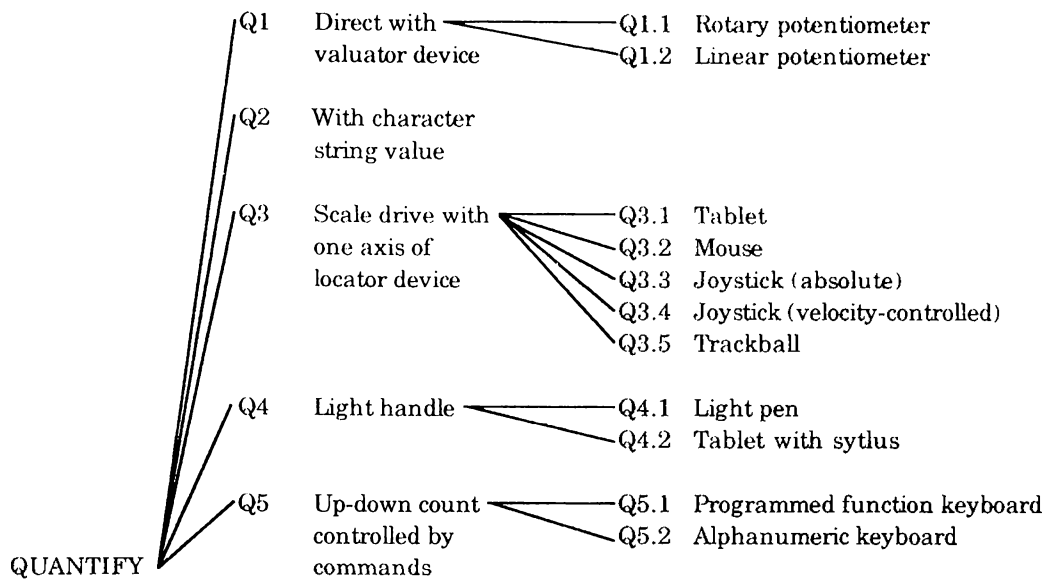 Q1 Direct with valuator device
Q1.1 Rotary potentiometer
Q1.2 Linear potentiometer
Q2 With character string value
Q3 Scale drive with one axis of locator device
Q3.1 Tablet
Q3.2 Mouse
Q3.3 Joystick (absolute)
Q3.4 Joystick (velocity-controlled)
Q3.5 Trackball
Q4 Light handle
Q4.1 Light pen
Q4.2 Tablet with sytlus
Q5 Up-down count controlled by commands
Q5.1 Programmed function keyboard
Q5.2 Alphanumeric keyboard
QUANTIFY